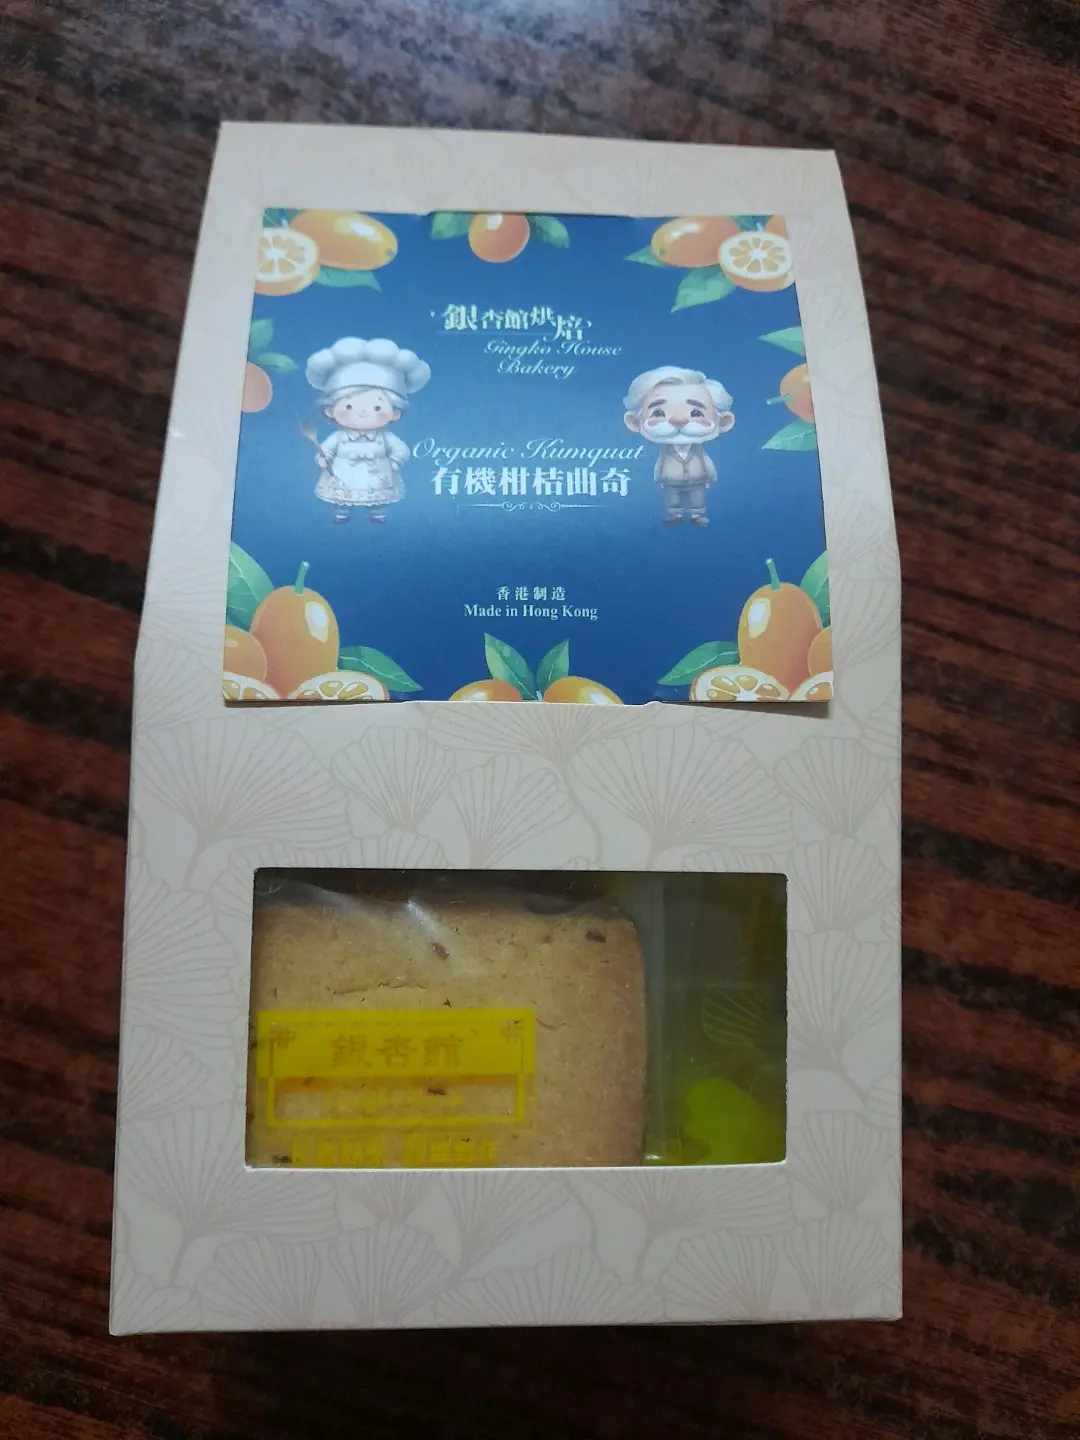 銀杏館烘焙
Gingko House
Bakery
Organic Kumquat
有機柑桔曲奇
香港制造
Made in Hong Kong
銀杏館